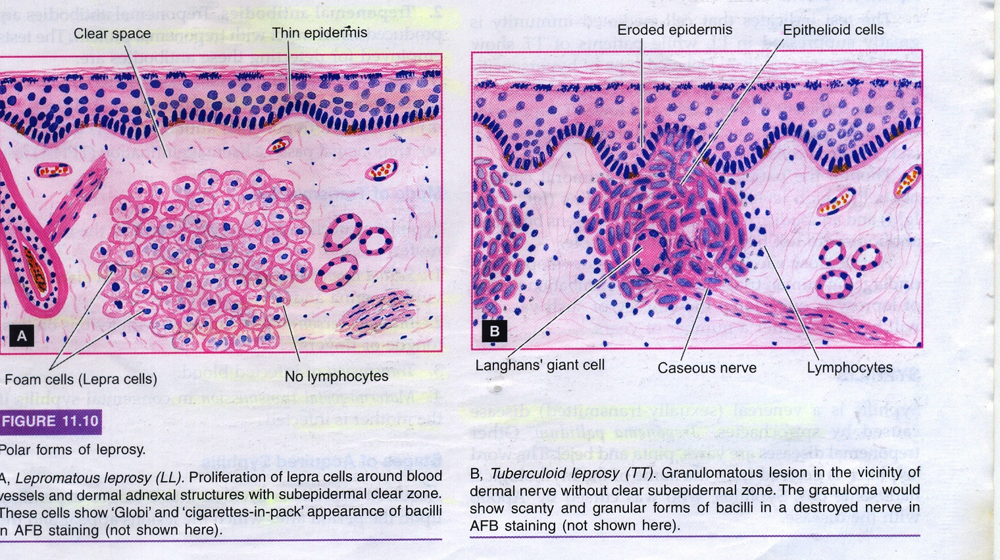 Clear space
Thin epidermis
Eroded epidermis
Epithelioid cells
A
B
Foam cells (Lepra cells)
No lymphocytes
Langhans' giant cell
Caseous nerve
Lymphocytes
FIGURE 11.10
Polar forms of leprosy.
A, Lepromatous leprosy (LL). Proliferation of lepra cells around blood
vessels and dermal adnexal structures with subepidermal clear zone.
These cells show ‘Globi’ and ‘cigarettes-in-pack’ appearance of bacilli
n AFB staining (not shown here).
B, Tuberculoid leprosy (TT). Granulomatous lesion in the vicinity of
dermal nerve without clear subepidermal zone. The granuloma would
show scanty and granular forms of bacilli in a destroyed nerve in
AFB staining (not shown here).